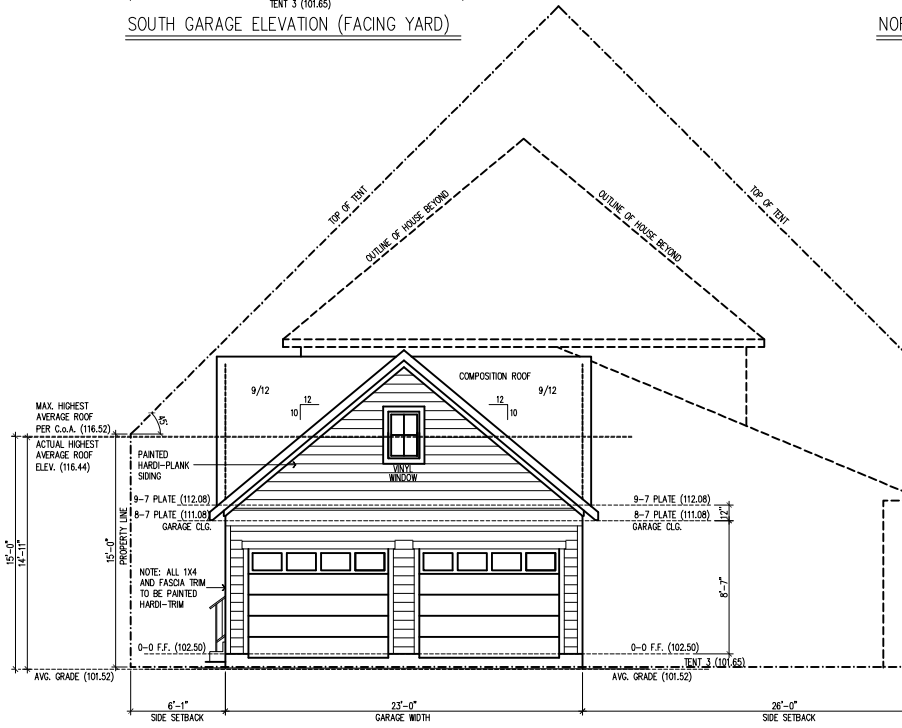 TENT 3 (101.65)
SOUTH GARAGE ELEVATION (FACING YARD)
NOR
TOP OF TENT
OUTLINE OF HOUSE BEYOND
OUTLINE OF HOUSE BEYOND
TOP OF TENT
9/12
COMPOSITION ROOF
9/12
12
10
12
10
45°
MAX. HIGHEST
AVERAGE ROOF
PER C.o.A. (116.52)
ACTUAL HIGHEST
AVERAGE ROOF
ELEV. (116.44)
PAINTED
HARDI-PLANK
SIDING
VINYL
WINDOW
9-7 PLATE (112.08)
8-7 PLATE (111.08)
GARAGE CLG.
9-7 PLATE (112.08)
8-7 PLATE (111.08)
GARAGE CLG.
12"
8'-7"
15'-0"
14'-11"
15'-0"
PROPERTY LINE
NOTE: ALL 1X4
AND FASCIA TRIM
TO BE PAINTED
HARDI-TRIM
0-0 F.F. (102.50)
0-0 F.F. (102.50)
TENT 3 (101.65)
AVG. GRADE (101.52)
AVG. GRADE (101.52)
6'-1"
SIDE SETBACK
23'-0"
GARAGE WIDTH
26'-0"
SIDE SETBACK